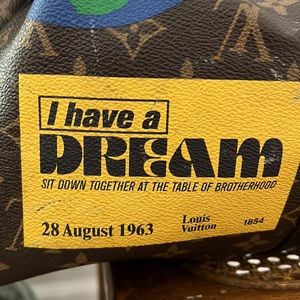 I have a
DREAM
SIT DOWN TOGETHER AT THE TABLE OF BROTHERHOOD
28 August 1963
Louis
Vuitton
1854